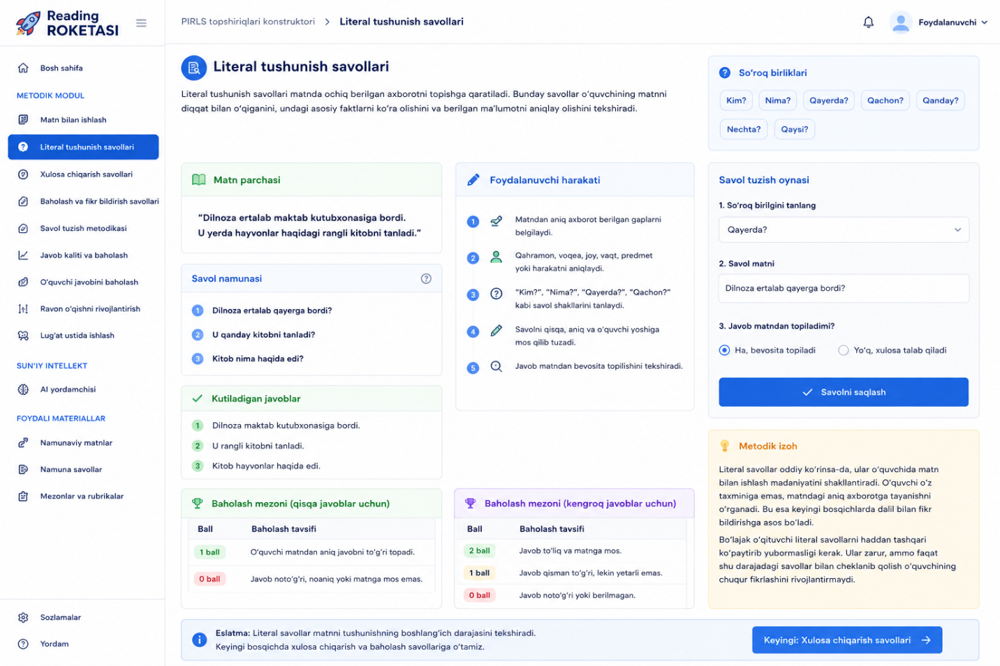 Reading
ROKETASI
Bosh sahifa
METODIK MODUL
Matn bilan ishlash
Literal tushunish savollari
Xulosa chiqarish savollari
Baholash va fikr bildirish savollari
Savol tuzish metodikasi
Javob kaliti va baholash
O‘quvchi javobini baholash
Ravon o‘qishni rivojlantirish
Lug‘at ustida ishlash
SUN‘IY INTELLEKT
AI yordamchisi
FOYDALI MATERIALLAR
Namunaviy matnlar
Namuna savollar
Mezonlar va rubrikalar
Sozlamalar
Yordam
PIRLS topshiriqlari konstruktori > Literal tushunish savollari
Foydalanuvchi
Literal tushunish savollari
Literal tushunish savollari matnda ochiq berilgan axborotni topishga qaratiladi. Bunday savollar o‘quvchining matnni
diqqat bilan o‘qiganini, undagi asosiy faktlarni ko‘ra olishini va berilgan ma'lumotni aniqlay olishini tekshiradi.
So‘roq birliklari
Kim? Nima? Qayerda? Qachon? Qanday?
Nechta? Qaysi?
Matn parchasi
“Dilnoza ertalab maktab kutubxonasiga bordi.
U yerda hayvonlar haqidagi rangli kitobni tanladi.”
Savol namunasi
1 Dilnoza ertalab qayerga bordi?
2 U qanday kitobni tanladi?
3 Kitob nima haqida edi?
Kutiladigan javoblar
1 Dilnoza maktab kutubxonasiga bordi.
2 U rangli kitobni tanladi.
3 Kitob hayvonlar haqida edi.
Foydalanuvchi harakati
1 Matndan aniq axborot berilgan gaplarni
belgilaydi.
2 Qahramon, voqea, joy, vaqt, predmet
yoki harakatni aniqlaydi.
3 “Kim?”, “Nima?”, “Qayerda?”, “Qachon?”
kabi savol shakllarini tanlaydi.
4 Savolni qisqa, aniq va o‘quvchi yoshiga
mos qilib tuzadi.
5 Javob matndan bevosita topilishini tekshiradi.
Savol tuzish oynasi
1. So‘roq birligini tanlang
Qayerda?
2. Savol matni
Dilnoza ertalab qayerga bordi?
3. Javob matndan topiladimi?
Ha, bevosita topiladi
Yo‘q, xulosa talab qiladi
Savolni saqlash
Baholash mezoni (qisqa javoblar uchun)
Ball Baholash tavsifi
1 ball O‘quvchi matndan aniq javobni to‘g‘ri topadi.
0 ball Javob noto‘g‘ri, noaniq yoki matnga mos emas.
Baholash mezoni (kengroq javoblar uchun)
Ball Baholash tavsifi
2 ball Javob to‘liq va matnga mos.
1 ball Javob qisman to‘g‘ri, lekin yetarli emas.
0 ball Javob noto‘g‘ri yoki berilmagan.
Metodik izoh
Literal savollar oddiy ko‘rinsa-da, ular o‘quvchida matn
bilan ishlash madaniyatini shakllantiradi. O‘quvchi o‘z
taxminiga emas, matndagi aniq axborotga tayanishni
o‘rganadi. Bu esa keyingi bosqichlarda dalil bilan fikr
bildirishga asos bo‘ladi.
Bo‘lajak o‘qituvchi literal savollarni haddan tashqari
ko‘paytirib yubormasligi kerak. Ular zarur, ammo faqat
shu darajadagi savollar bilan cheklanib qolish o‘quvchining
chuqur fikrlashini rivojlantirmaydi.
Eslatma: Literal savollar matnni tushunishning boshlang‘ich darajasini tekshiradi.
Keyingi bosqichda xulosa chiqarish va baholash savollariga o‘tamiz.
Keyingi: Xulosa chiqarish savollari →